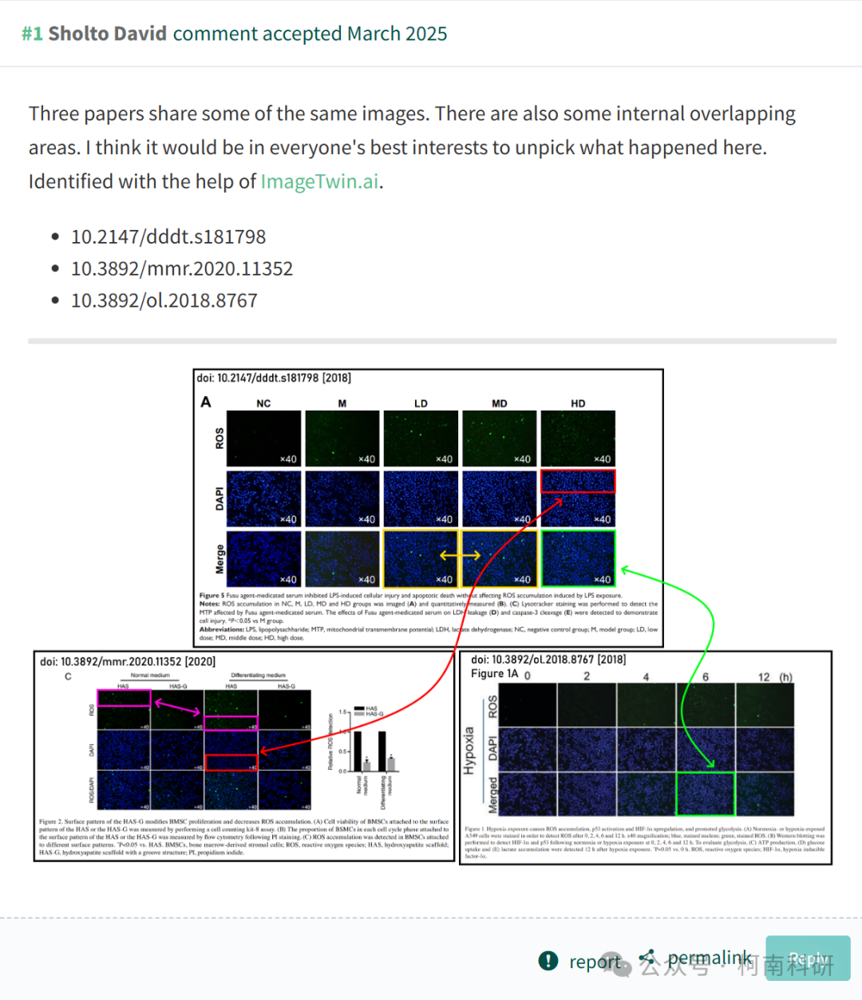 #1 Sholto David comment accepted March 2025
Three papers share some of the same images. There are also some internal overlapping
areas. I think it would be in everyone's best interests to unpick what happened here.
Identified with the help of ImageTwin.ai.
• 10.2147/dddt.s181798
• 10.3892/mmr.2020.11352
• 10.3892/ol.2018.8767
doi: 10.2147/dddt.s181798 [2018]
A NC M LD MD HD
ROS
×40 ×40 ×40 ×40 ×40
DAPI
×40 ×40 ×40 ×40 ×40
Merge
×40 ×40 ×40 ×40 ×40
Figure 5 Fusu agent-medicated serum inhibited LPS-induced cellular injury and apoptotic death without affecting ROS accumulation induced by LPS exposure.
Notes: ROS accumulation in NC, M, LD, MD and HD groups was imaged (A) and quantitatively measured (B). (C) Lysotracker staining was performed to detect the
MTP affected by Fusu agent-medicated serum. The effects of Fusu agent-medicated serum on LDH leakage (D) and caspase-3 cleavage (E) were detected to demonstrate
cell injury. *P<0.05 vs M group.
Abbreviations: LPS, lipopolysachharide; MTP, mitochondrial transmembrane potential; LDH, lactate dehydrogenase; NC, negative control group; M, model group; LD, low
dose; MD, middle dose; HD, high dose.
doi: 10.3892/mmr.2020.11352 [2020]
C Normal medium Differentiating medium
HAS HAS-G HAS HAS-G
ROS
×40 ×40 ×40 ×40
DAPI
×40 ×40 ×40 ×40
ROS/DAPI
×40 ×40 ×40 ×40
Relative ROS detection
1.5
1.0
0.5
0.0
HAS
HAS-G
Normal medium
Differentiating medium
Figure 2. Surface pattern of the HAS-G modifies BMSC proliferation and decreases ROS accumulation. (A) Cell viability of BMSCs attached to the surface
pattern of the HAS or the HAS-G was measured by performing a cell counting kit-8 assay. (B) The proportion of BSMCs in each cell cycle phase attached to
the surface pattern of the HAS or the HAS-G was measured by flow cytometry following PI staining. (C) ROS accumulation was detected in BMSCs attached
to different surface patterns. *P<0.05 vs. HAS. BMSCs, bone marrow-derived stromal cells; ROS, reactive oxygen species; HAS, hydroxyapatite scaffold;
HAS-G, hydroxyapatite scaffold with a groove structure; PI, propidium iodide.
doi: 10.3892/ol.2018.8767 [2018]
Figure 1A 0 2 4 6 12 (h)
Hypoxia
ROS
DAPI
Merged
Figure 1. Hypoxia exposure causes ROS accumulation, p53 activation and HIF-1α upregulation, and promoted glycolysis. (A) Normoxia- or hypoxia-exposed
A549 cells were stained in order to detect ROS after 0, 2, 4, 6 and 12 h. x40 magnification; blue, stained nucleus; green, stained ROS. (B) Western blotting was
performed to detect HIF-1α and p53 following normoxia or hypoxia exposure at 0, 2, 4, 6 and 12 h. To evaluate glycolysis, (C) ATP production, (D) glucose
uptake and (E) lactate accumulation were detected 12 h after hypoxia exposure. *P<0.05 vs. 0 h. ROS, reactive oxygen species; HIF-1α, hypoxia inducible
factor-1α.
! report permalink Reply
公众号 · 柯南科研